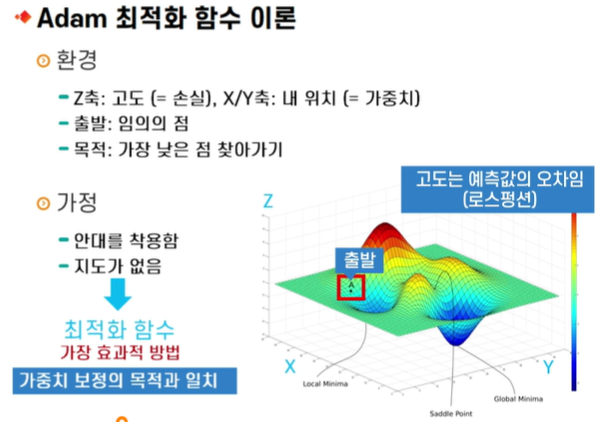 Adam 최적화 함수 이론
환경
Z축: 고도 (= 손실), X/Y축: 내 위치 (= 가중치)
출발: 임의의 점
목적: 가장 낮은 점 찾아가기
가정
안대를 착용함
지도가 없음
최적화 함수
가장 효과적 방법
가중치 보정의 목적과 일치
고도는 예측값의 오차임
(로스펑션)
Z
출발
A
X
Y
Local Minima
Global Minima
Saddle Point